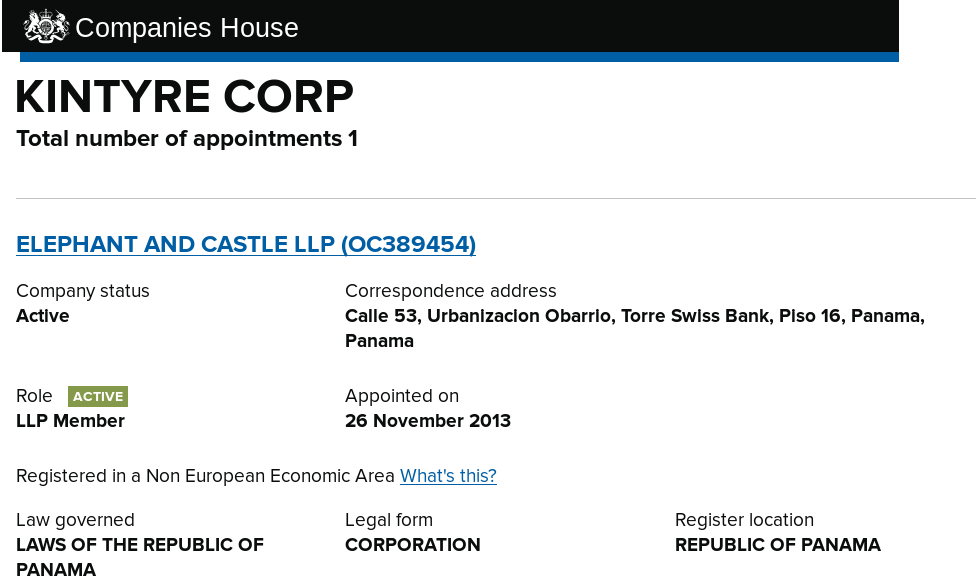 Companies House
KINTYRE CORP
Total number of appointments 1
ELEPHANT AND CASTLE LLP (OC389454)
Company status
Active
Correspondence address
Calle 53, Urbanizacion Obarrio, Torre Swiss Bank, Piso 16, Panama,
Panama
Role ACTIVE
LLP Member
Appointed on
26 November 2013
Registered in a Non European Economic Area What's this?
Law governed
LAWS OF THE REPUBLIC OF
PANAMA
Legal form
CORPORATION
Register location
REPUBLIC OF PANAMA